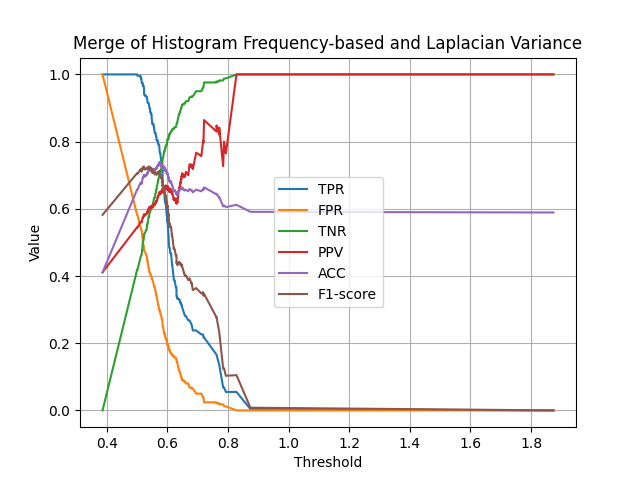 Merge of Histogram Frequency-based and Laplacian Variance
1.0
0.8
0.6
0.4
0.2
0.0
Value
TPR
FPR
TNR
PPV
ACC
F1-score
0.4 0.6 0.8 1.0 1.2 1.4 1.6 1.8
Threshold